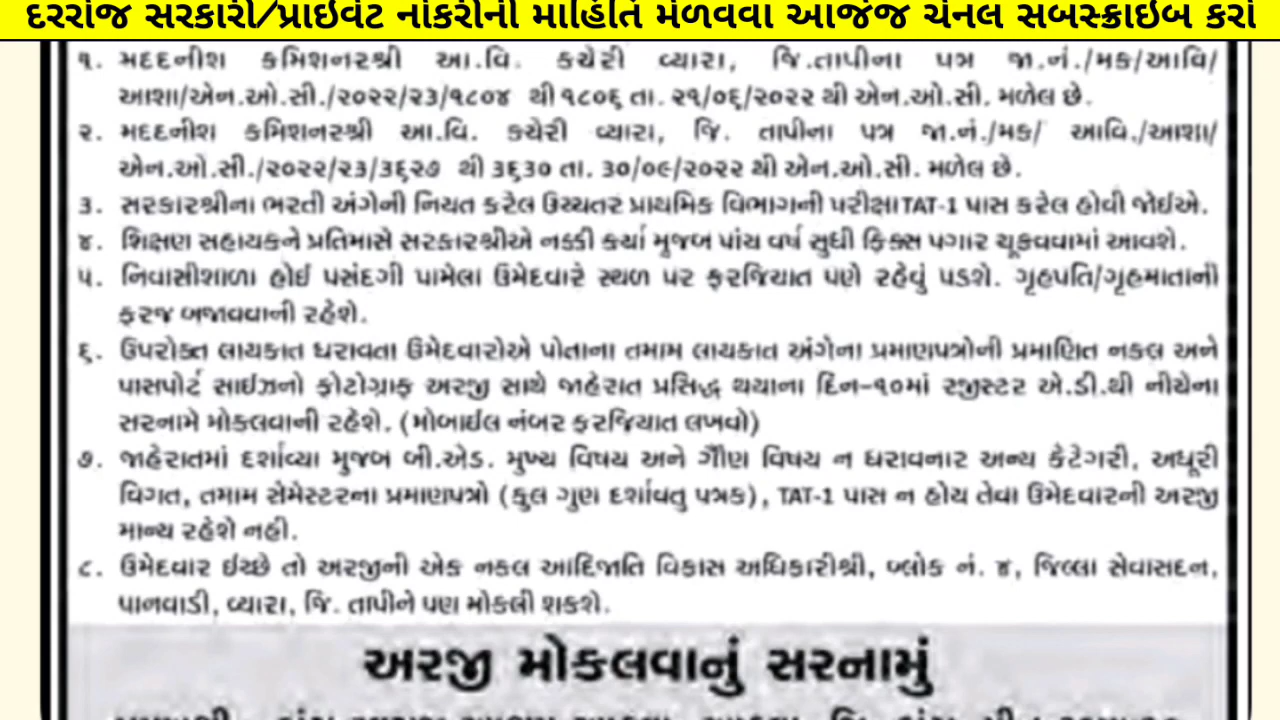 દરરોજ સરકારી/પ્રાઇવેટ નોકરીની માહિતિ મેળવવા આજેજ ચેનલ સબસ્ક્રાઇબ કરો
૧. મદદનીશ કમિશનરશ્રી આ.વિ. કચેરી વ્યારા, જિ.તાપીના પત્ર જા.નં./મક/આવિ/
આશા/એન.ઓ.સી./૨૦૨૨/૨૩/૧૮૦૪ થી ૧૮૦૬ તા. ૨૧/૦૬/૨૦૨૨ થી એન.ઓ.સી. મળેલ છે.
૨. મદદનીશ કમિશનરશ્રી આ.વિ. કચેરી વ્યારા, જિ. તાપીના પત્ર જા.નં./મક/ આવિ./આશા/
એન.ઓ.સી./૨૦૨૨/૨૩/૩૬૨૭ થી ૩૬૩૦ તા. ૩૦/૦૯/૨૦૨૨ થી એન.ઓ.સી. મળેલ છે.
૩. સરકારશ્રીના ભરતી અંગેની નિયત કરેલ ઉચ્ચતર પ્રાથમિક વિભાગની પરીક્ષા TAT-1 પાસ કરેલ હોવી જોઈએ.
૪. શિક્ષણ સહાયકને પ્રતિમાસે સરકારશ્રીએ નક્કી કર્યા મુજબ પાંચ વર્ષ સુધી ફિક્સ પગાર ચૂકવવામાં આવશે.
૫. નિવાસીશાળા હોઈ પસંદગી પામેલા ઉમેદવારે સ્થળ પર ફરજિયાત પણે રહેવું પડશે. ગૃહપતિ/ગૃહમાતાની
ફરજ બજાવવાની રહેશે.
૬. ઉપરોક્ત લાયકાત ધરાવતા ઉમેદવારોએ પોતાના તમામ લાયકાત અંગેના પ્રમાણપત્રોની પ્રમાણિત નકલ અને
પાસપોર્ટ સાઈઝનો ફોટોગ્રાફ અરજી સાથે જાહેરાત પ્રસિદ્ધ થયાના દિન-૧૦માં રજીસ્ટર એ.ડી.થી નીચેના
સરનામે મોકલવાની રહેશે. (મોબાઈલ નંબર ફરજિયાત લખવો)
૭. જાહેરાતમાં દર્શાવ્યા મુજબ બી.એડ. મુખ્ય વિષય અને ગૌણ વિષય ન ધરાવનાર અન્ય કેટેગરી, અધૂરી
વિગત, તમામ સેમેસ્ટરના પ્રમાણપત્રો (કુલ ગુણ દર્શાવતુ પત્રક), TAT-1 પાસ ન હોય તેવા ઉમેદવારની અરજી
માન્ય રહેશે નહી.
૮. ઉમેદવાર ઈચ્છે તો અરજીની એક નકલ આદિજાતિ વિકાસ અધિકારીશ્રી, બ્લોક નં. ૪, જિલ્લા સેવાસદન,
પાનવાડી, વ્યારા, જિ. તાપીને પણ મોકલી શકશે.
અરજી મોકલવાનું સરનામું